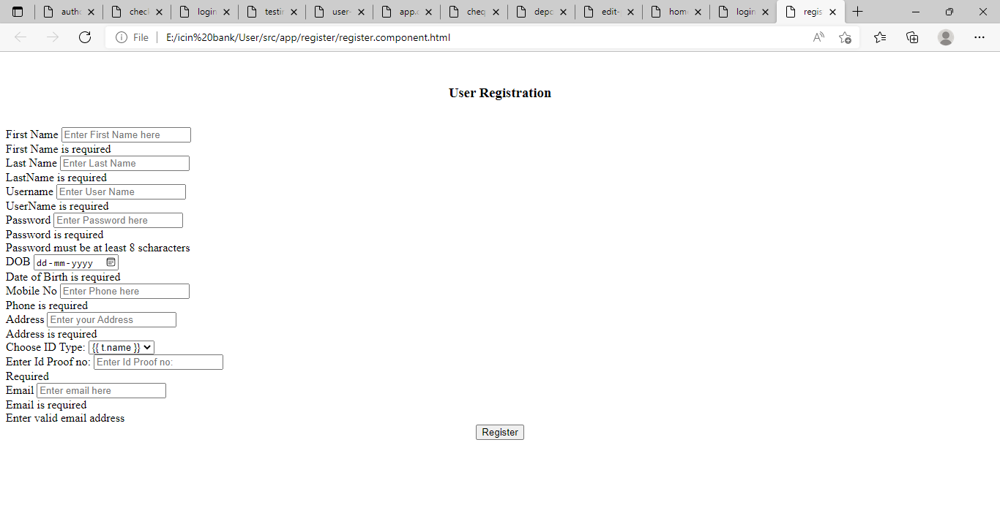 autho
chec
login
testin
user-
app.c
cheq
depo
edit-
hom
login
regis
File
E:/icin%20bank/User/src/app/register/register.component.html
User Registration
First Name Enter First Name here
First Name is required
Last Name Enter Last Name
LastName is required
Username Enter User Name
UserName is required
Password Enter Password here
Password is required
Password must be at least 8 scharacters
DOB dd-mm-yyyy
Date of Birth is required
Mobile No Enter Phone here
Phone is required
Address Enter your Address
Address is required
Choose ID Type: {{ t.name }}
Enter Id Proof no: Enter Id Proof no:
Required
Email Enter email here
Email is required
Enter valid email address
Register